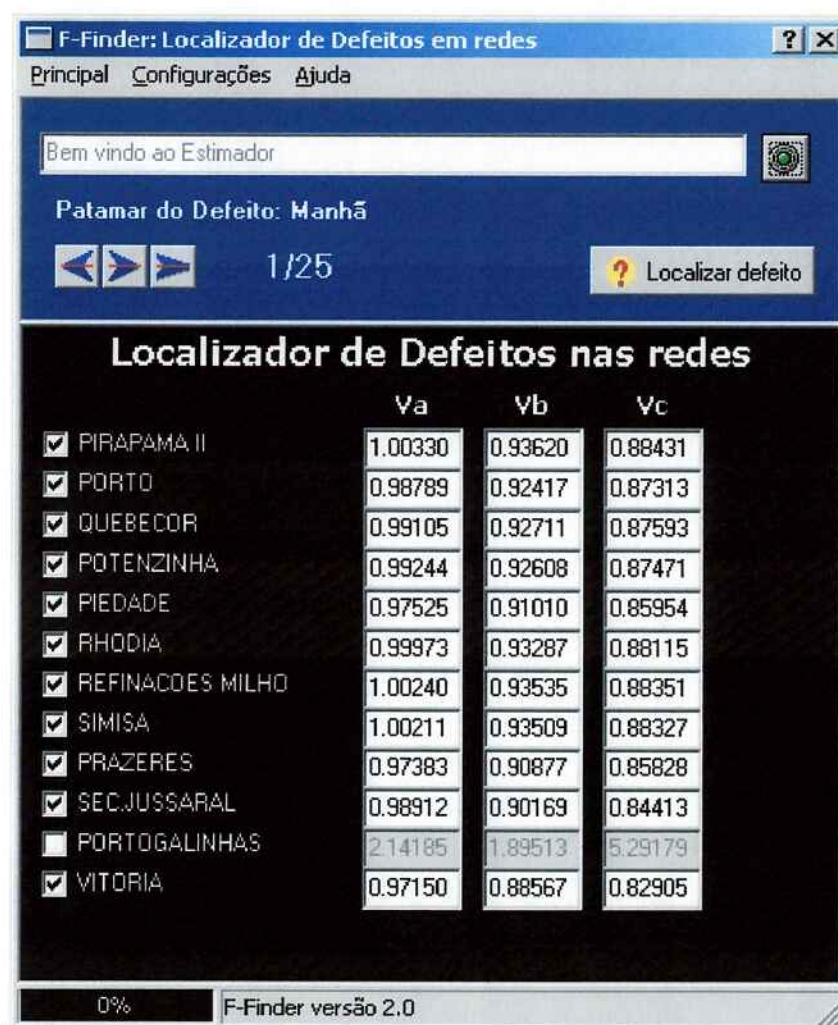 F-Finder: Localizador de Defeitos em redes
Principal Configurações Ajuda
Bem vindo ao Estimador
Patamar do Defeito: Manhã
1/25
? Localizar defeito
Localizador de Defeitos nas redes
Va Vb Vc
PIRAPAMA II 1.00330 0.93620 0.88431
PORTO 0.98789 0.92417 0.87313
QUEBECOR 0.99105 0.92711 0.87593
POTENZINHA 0.99244 0.92608 0.87471
PIEDADE 0.97525 0.91010 0.85954
RHODIA 0.99973 0.93287 0.88115
REFINACOES MILHO 1.00240 0.93535 0.88351
SIMISA 1.00211 0.93509 0.88327
PRAZERES 0.97383 0.90877 0.85828
SEC.JUSSARAL 0.98912 0.90169 0.84413
PORTOGALINHAS 2.14185 1.89513 5.29179
VITORIA 0.97150 0.88567 0.82905
0% F-Finder versão 2.0